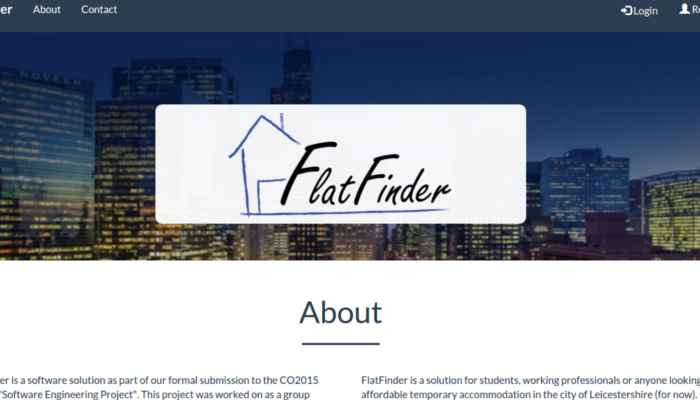 er About Contact Login
NUVEEN
FlatFinder
About
er is a software solution as part of our formal submission to the CO2015
"Software Engineering Project". This project was worked on as a group
FlatFinder is a solution for students, working professionals or anyone looking
affordable temporary accommodation in the city of Leicestershire (for now).